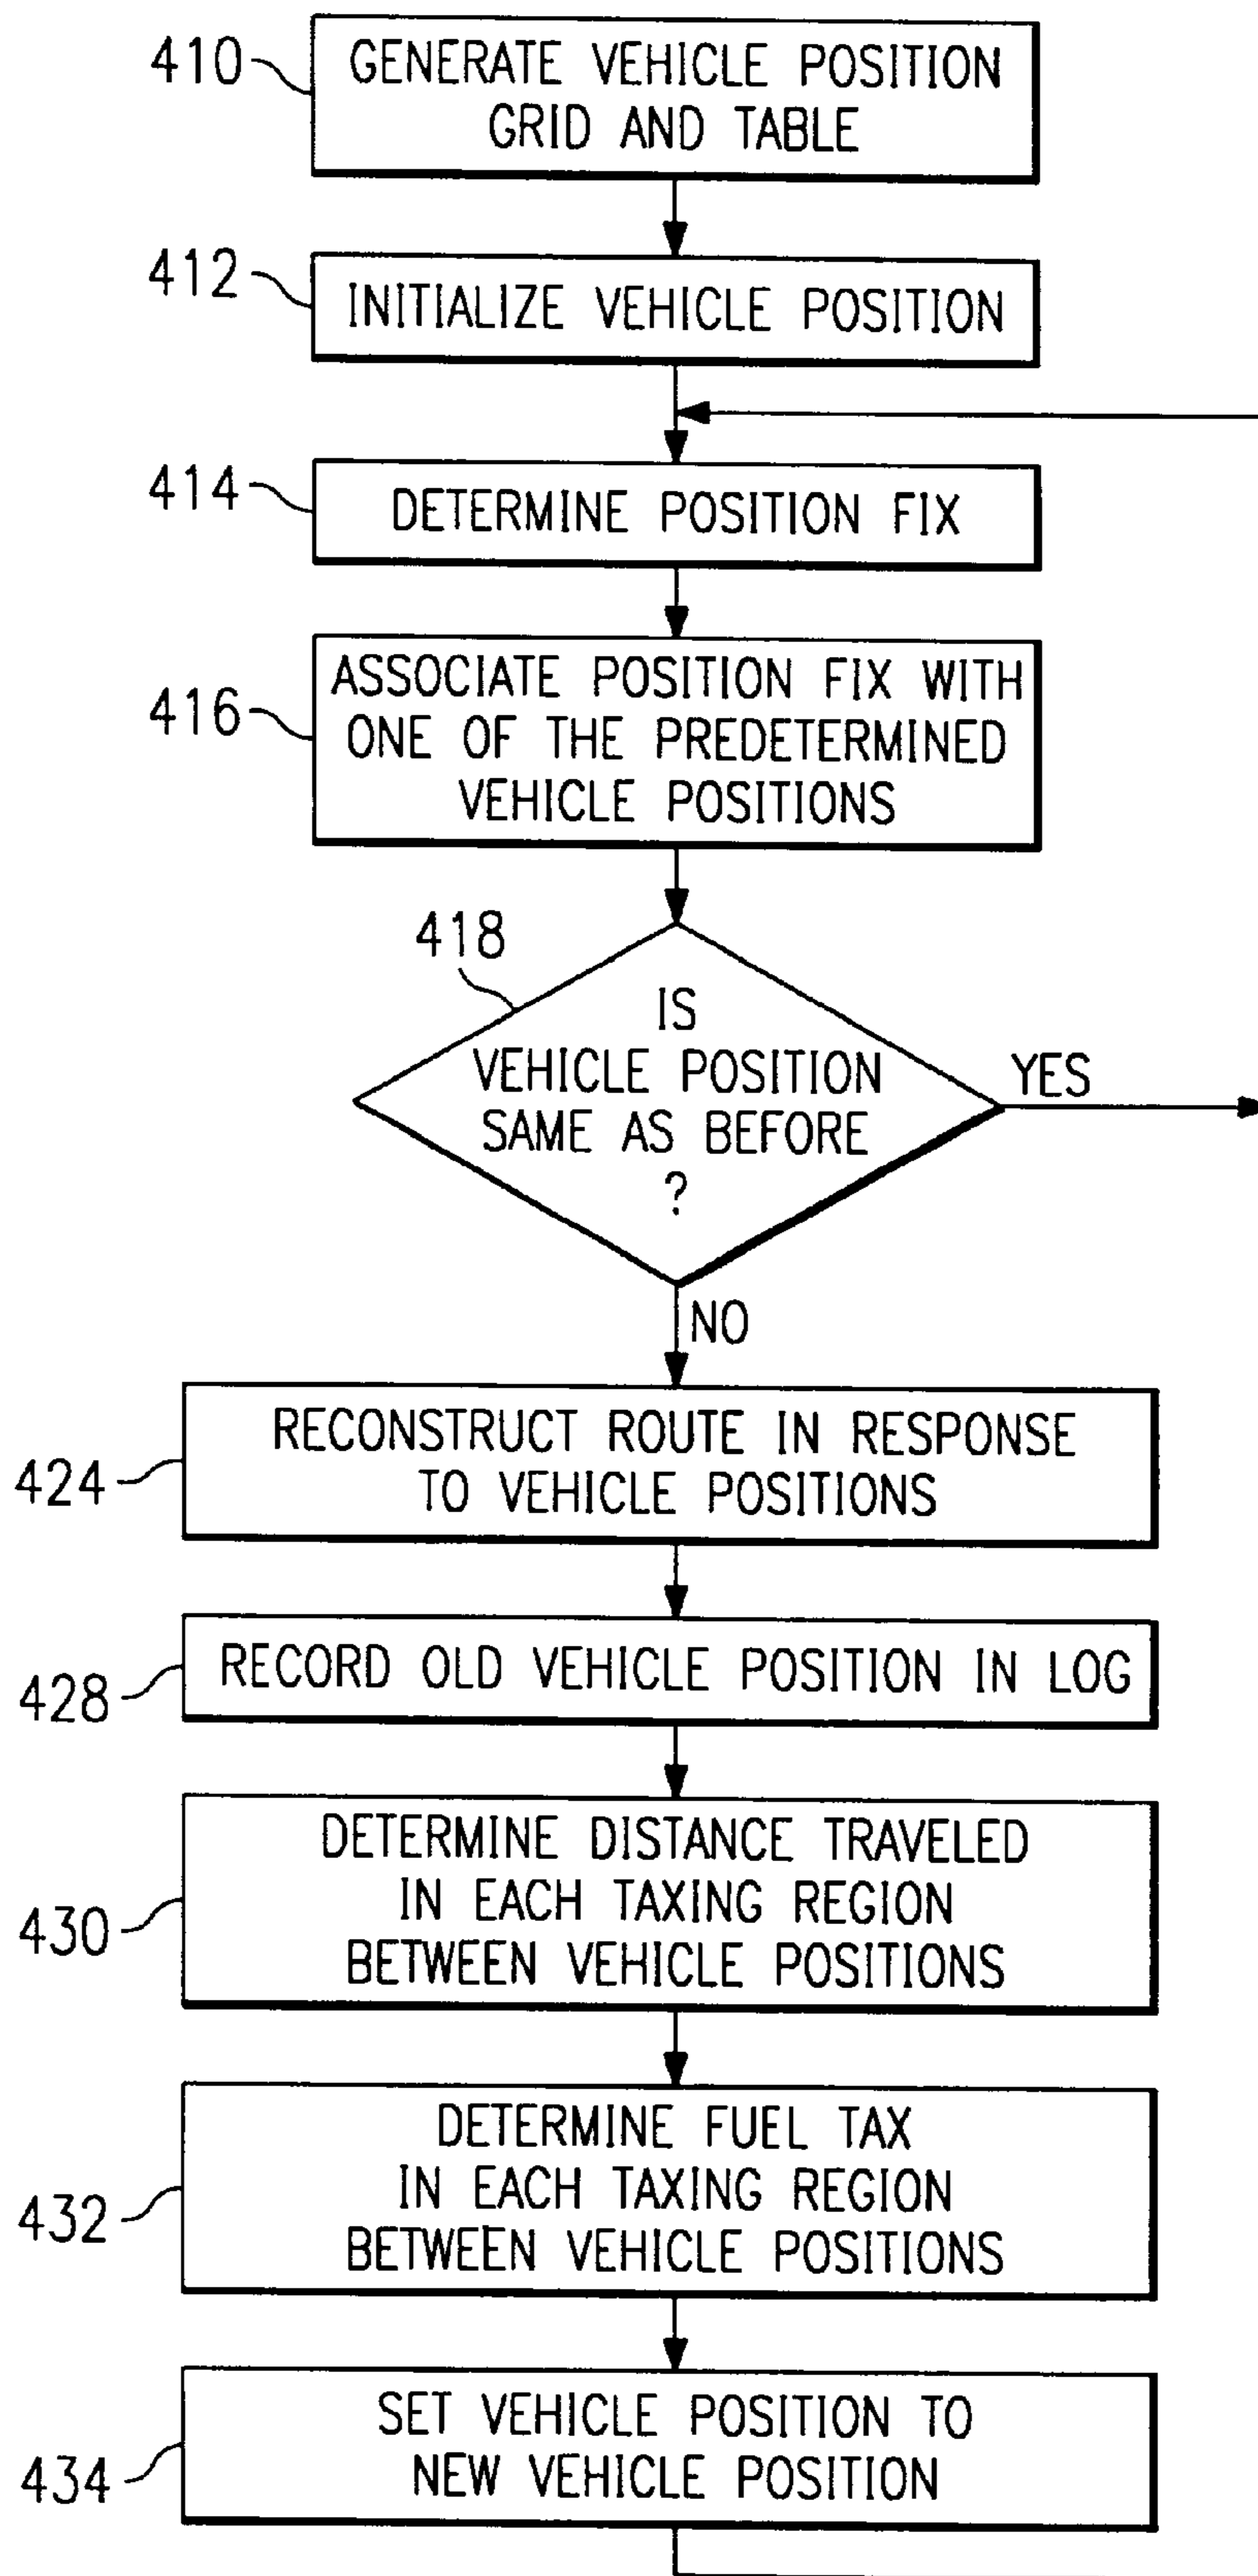 410
GENERATE VEHICLE POSITION
GRID AND TABLE
412
INITIALIZE VEHICLE POSITION
414
DETERMINE POSITION FIX
416
ASSOCIATE POSITION FIX WITH
ONE OF THE PREDETERMINED
VEHICLE POSITIONS
418
IS
VEHICLE POSITION
SAME AS BEFORE
?
YES
NO
424
RECONSTRUCT ROUTE IN RESPONSE
TO VEHICLE POSITIONS
428
RECORD OLD VEHICLE POSITION IN LOG
430
DETERMINE DISTANCE TRAVELED
IN EACH TAXING REGION
BETWEEN VEHICLE POSITIONS
432
DETERMINE FUEL TAX
IN EACH TAXING REGION
BETWEEN VEHICLE POSITIONS
434
SET VEHICLE POSITION TO
NEW VEHICLE POSITION